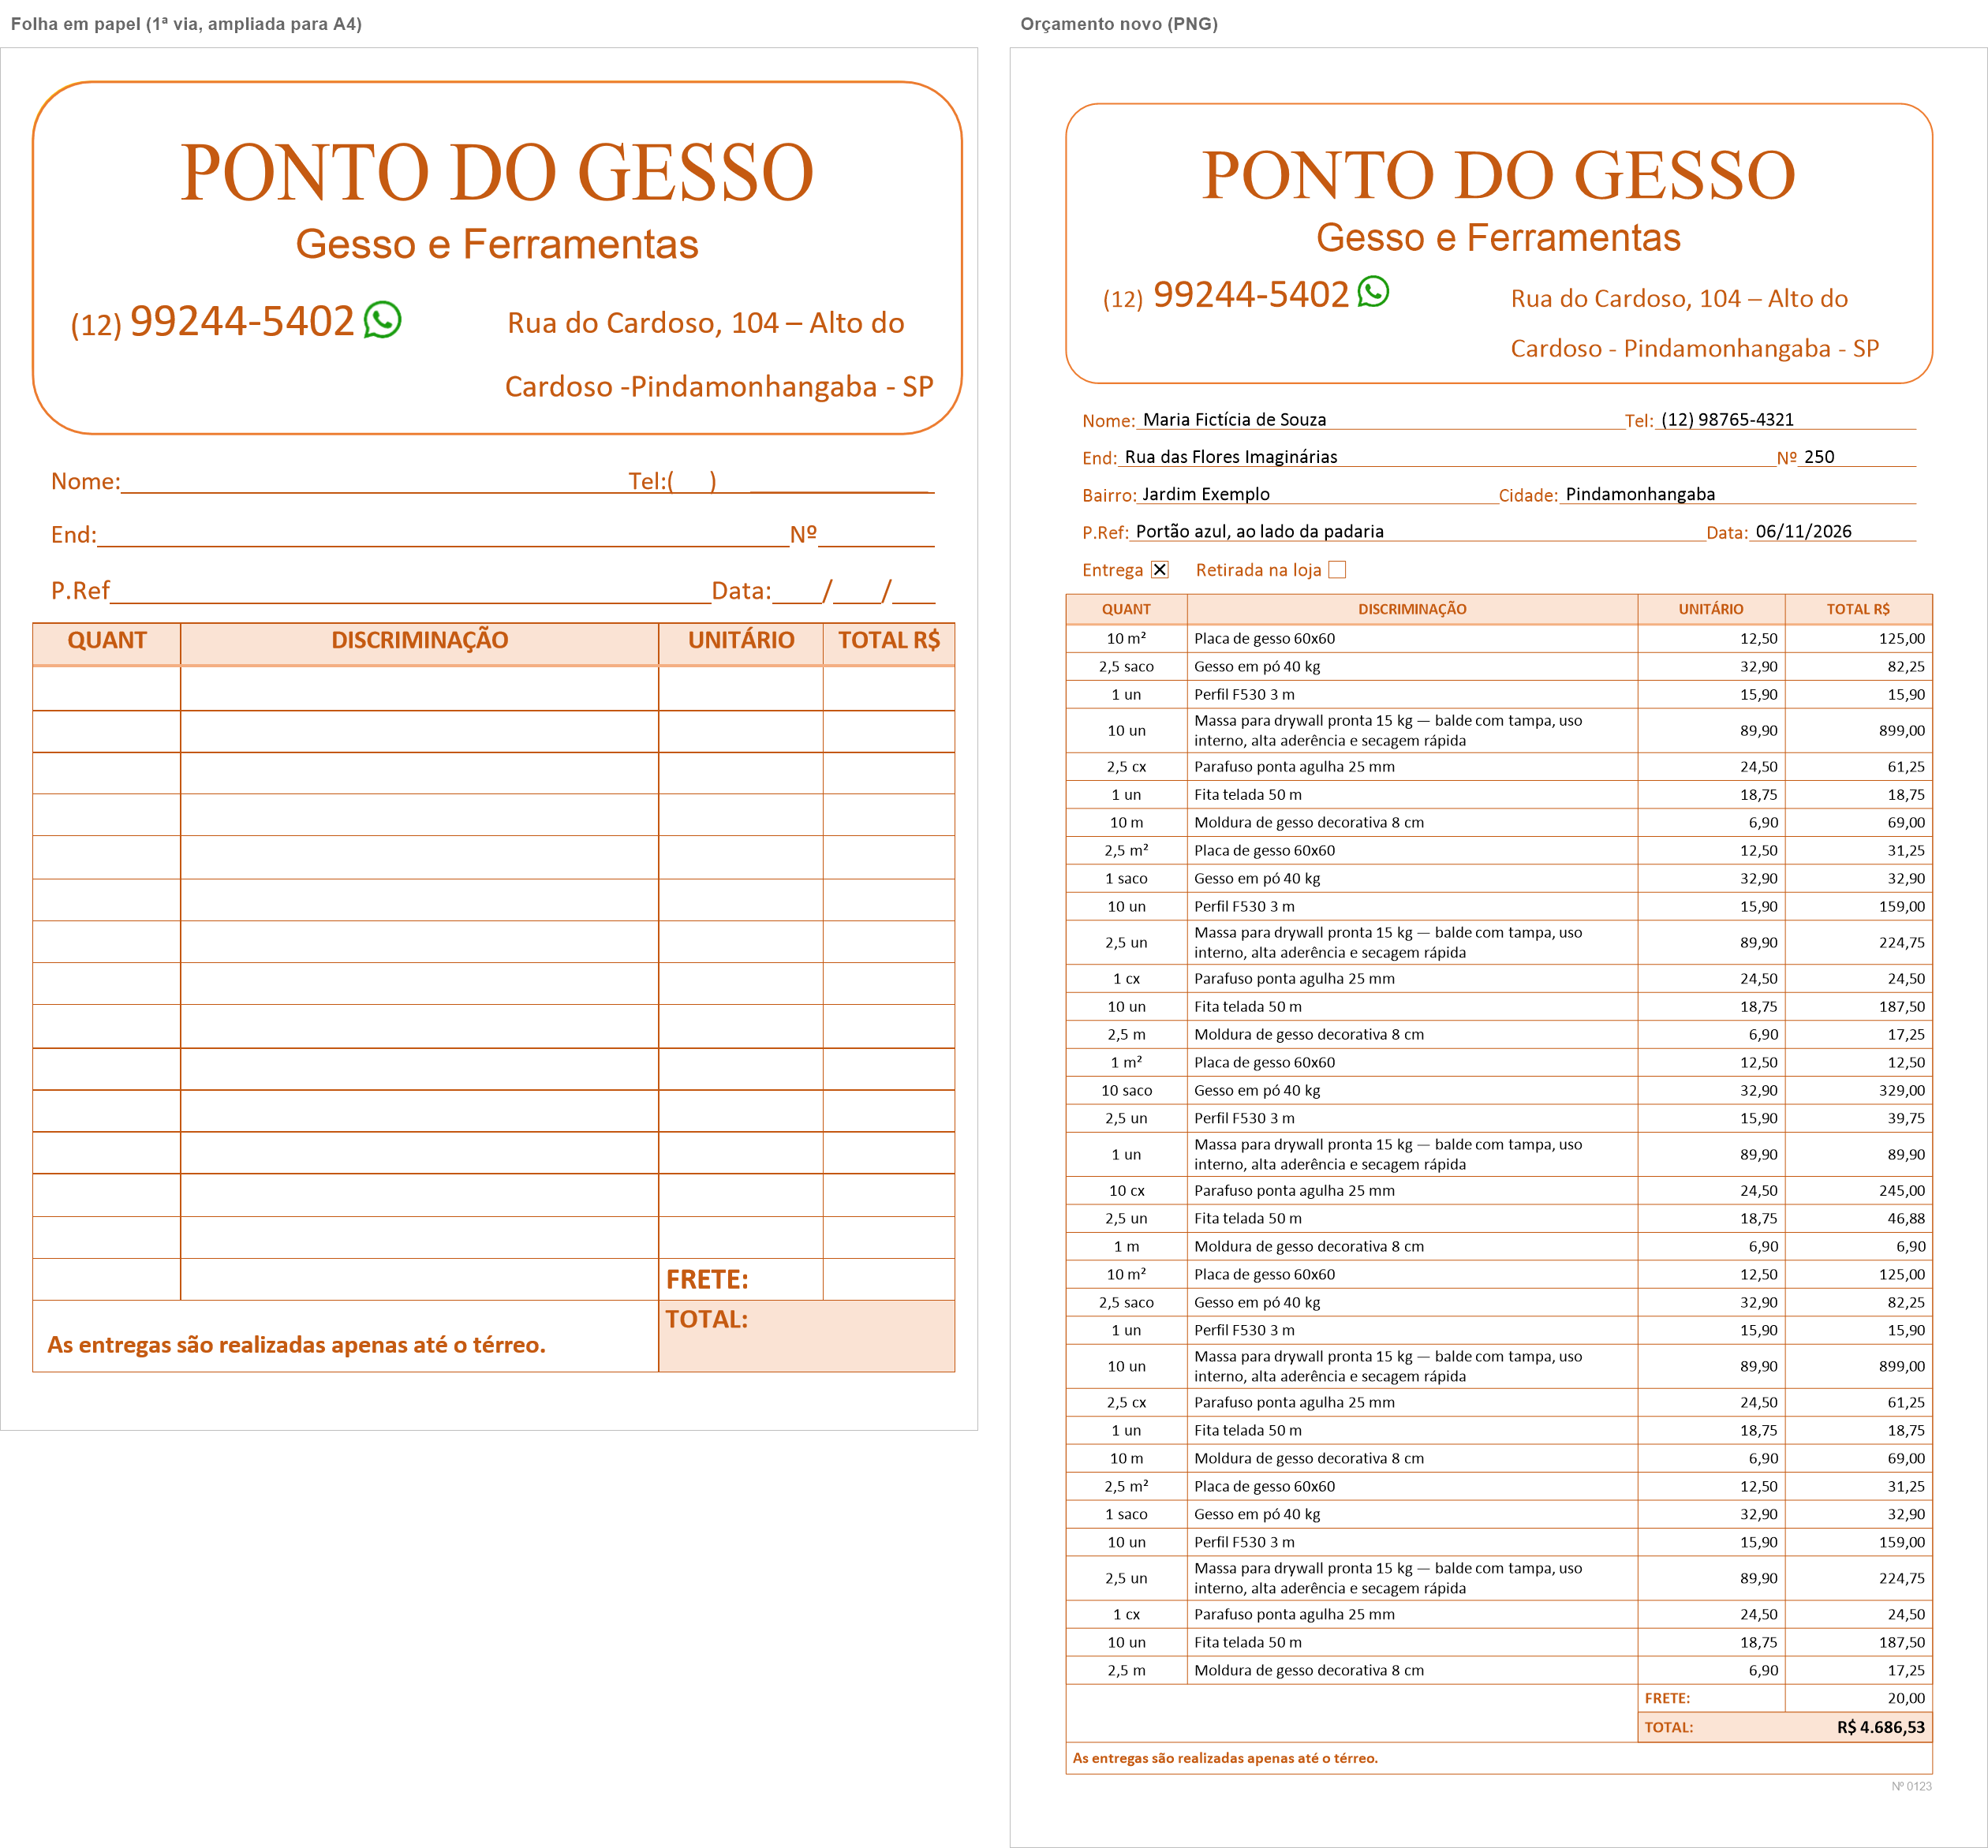 Folha em papel (1ª via, ampliada para A4)
PONTO DO GESSO
Gesso e Ferramentas
(12) 99244-5402
Rua do Cardoso, 104 – Alto do
Cardoso -Pindamonhangaba - SP
Nome: Tel:( )
End: Nº
P.Ref Data: / /
QUANT DISCRIMINAÇÃO UNITÁRIO TOTAL R$
FRETE:
TOTAL:
As entregas são realizadas apenas até o térreo.
Orçamento novo (PNG)
PONTO DO GESSO
Gesso e Ferramentas
(12) 99244-5402
Rua do Cardoso, 104 – Alto do
Cardoso - Pindamonhangaba - SP
Nome: Maria Fictícia de Souza Tel: (12) 98765-4321
End: Rua das Flores Imaginárias Nº 250
Bairro: Jardim Exemplo Cidade: Pindamonhangaba
P.Ref: Portão azul, ao lado da padaria Data: 06/11/2026
Entrega X Retirada na loja
QUANT DISCRIMINAÇÃO UNITÁRIO TOTAL R$
10 m² Placa de gesso 60x60 12,50 125,00
2,5 saco Gesso em pó 40 kg 32,90 82,25
1 un Perfil F530 3 m 15,90 15,90
10 un Massa para drywall pronta 15 kg — balde com tampa, uso
interno, alta aderência e secagem rápida 89,90 899,00
2,5 cx Parafuso ponta agulha 25 mm 24,50 61,25
1 un Fita telada 50 m 18,75 18,75
10 m Moldura de gesso decorativa 8 cm 6,90 69,00
2,5 m² Placa de gesso 60x60 12,50 31,25
1 saco Gesso em pó 40 kg 32,90 32,90
10 un Perfil F530 3 m 15,90 159,00
2,5 un Massa para drywall pronta 15 kg — balde com tampa, uso
interno, alta aderência e secagem rápida 89,90 224,75
1 cx Parafuso ponta agulha 25 mm 24,50 24,50
10 un Fita telada 50 m 18,75 187,50
2,5 m Moldura de gesso decorativa 8 cm 6,90 17,25
1 m² Placa de gesso 60x60 12,50 12,50
10 saco Gesso em pó 40 kg 32,90 329,00
2,5 un Perfil F530 3 m 15,90 39,75
1 un Massa para drywall pronta 15 kg — balde com tampa, uso
interno, alta aderência e secagem rápida 89,90 89,90
10 cx Parafuso ponta agulha 25 mm 24,50 245,00
2,5 un Fita telada 50 m 18,75 46,88
1 m Moldura de gesso decorativa 8 cm 6,90 6,90
10 m² Placa de gesso 60x60 12,50 125,00
2,5 saco Gesso em pó 40 kg 32,90 82,25
1 un Perfil F530 3 m 15,90 15,90
10 un Massa para drywall pronta 15 kg — balde com tampa, uso
interno, alta aderência e secagem rápida 89,90 899,00
2,5 cx Parafuso ponta agulha 25 mm 24,50 61,25
1 un Fita telada 50 m 18,75 18,75
10 m Moldura de gesso decorativa 8 cm 6,90 69,00
2,5 m² Placa de gesso 60x60 12,50 31,25
1 saco Gesso em pó 40 kg 32,90 32,90
10 un Perfil F530 3 m 15,90 159,00
2,5 un Massa para drywall pronta 15 kg — balde com tampa, uso
interno, alta aderência e secagem rápida 89,90 224,75
1 cx Parafuso ponta agulha 25 mm 24,50 24,50
10 un Fita telada 50 m 18,75 187,50
2,5 m Moldura de gesso decorativa 8 cm 6,90 17,25
FRETE: 20,00
TOTAL: R$ 4.686,53
As entregas são realizadas apenas até o térreo.
Nº 0123